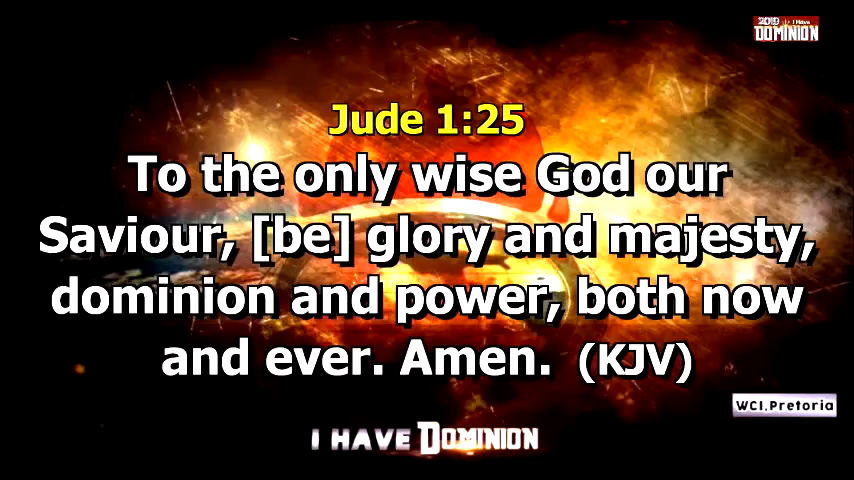 2019 I Have
DOMINION
Jude 1:25
To the only wise God our
Saviour, [be] glory and majesty,
dominion and power, both now
and ever. Amen. (KJV)
WCI,Pretoria
I HAVE DOMINION